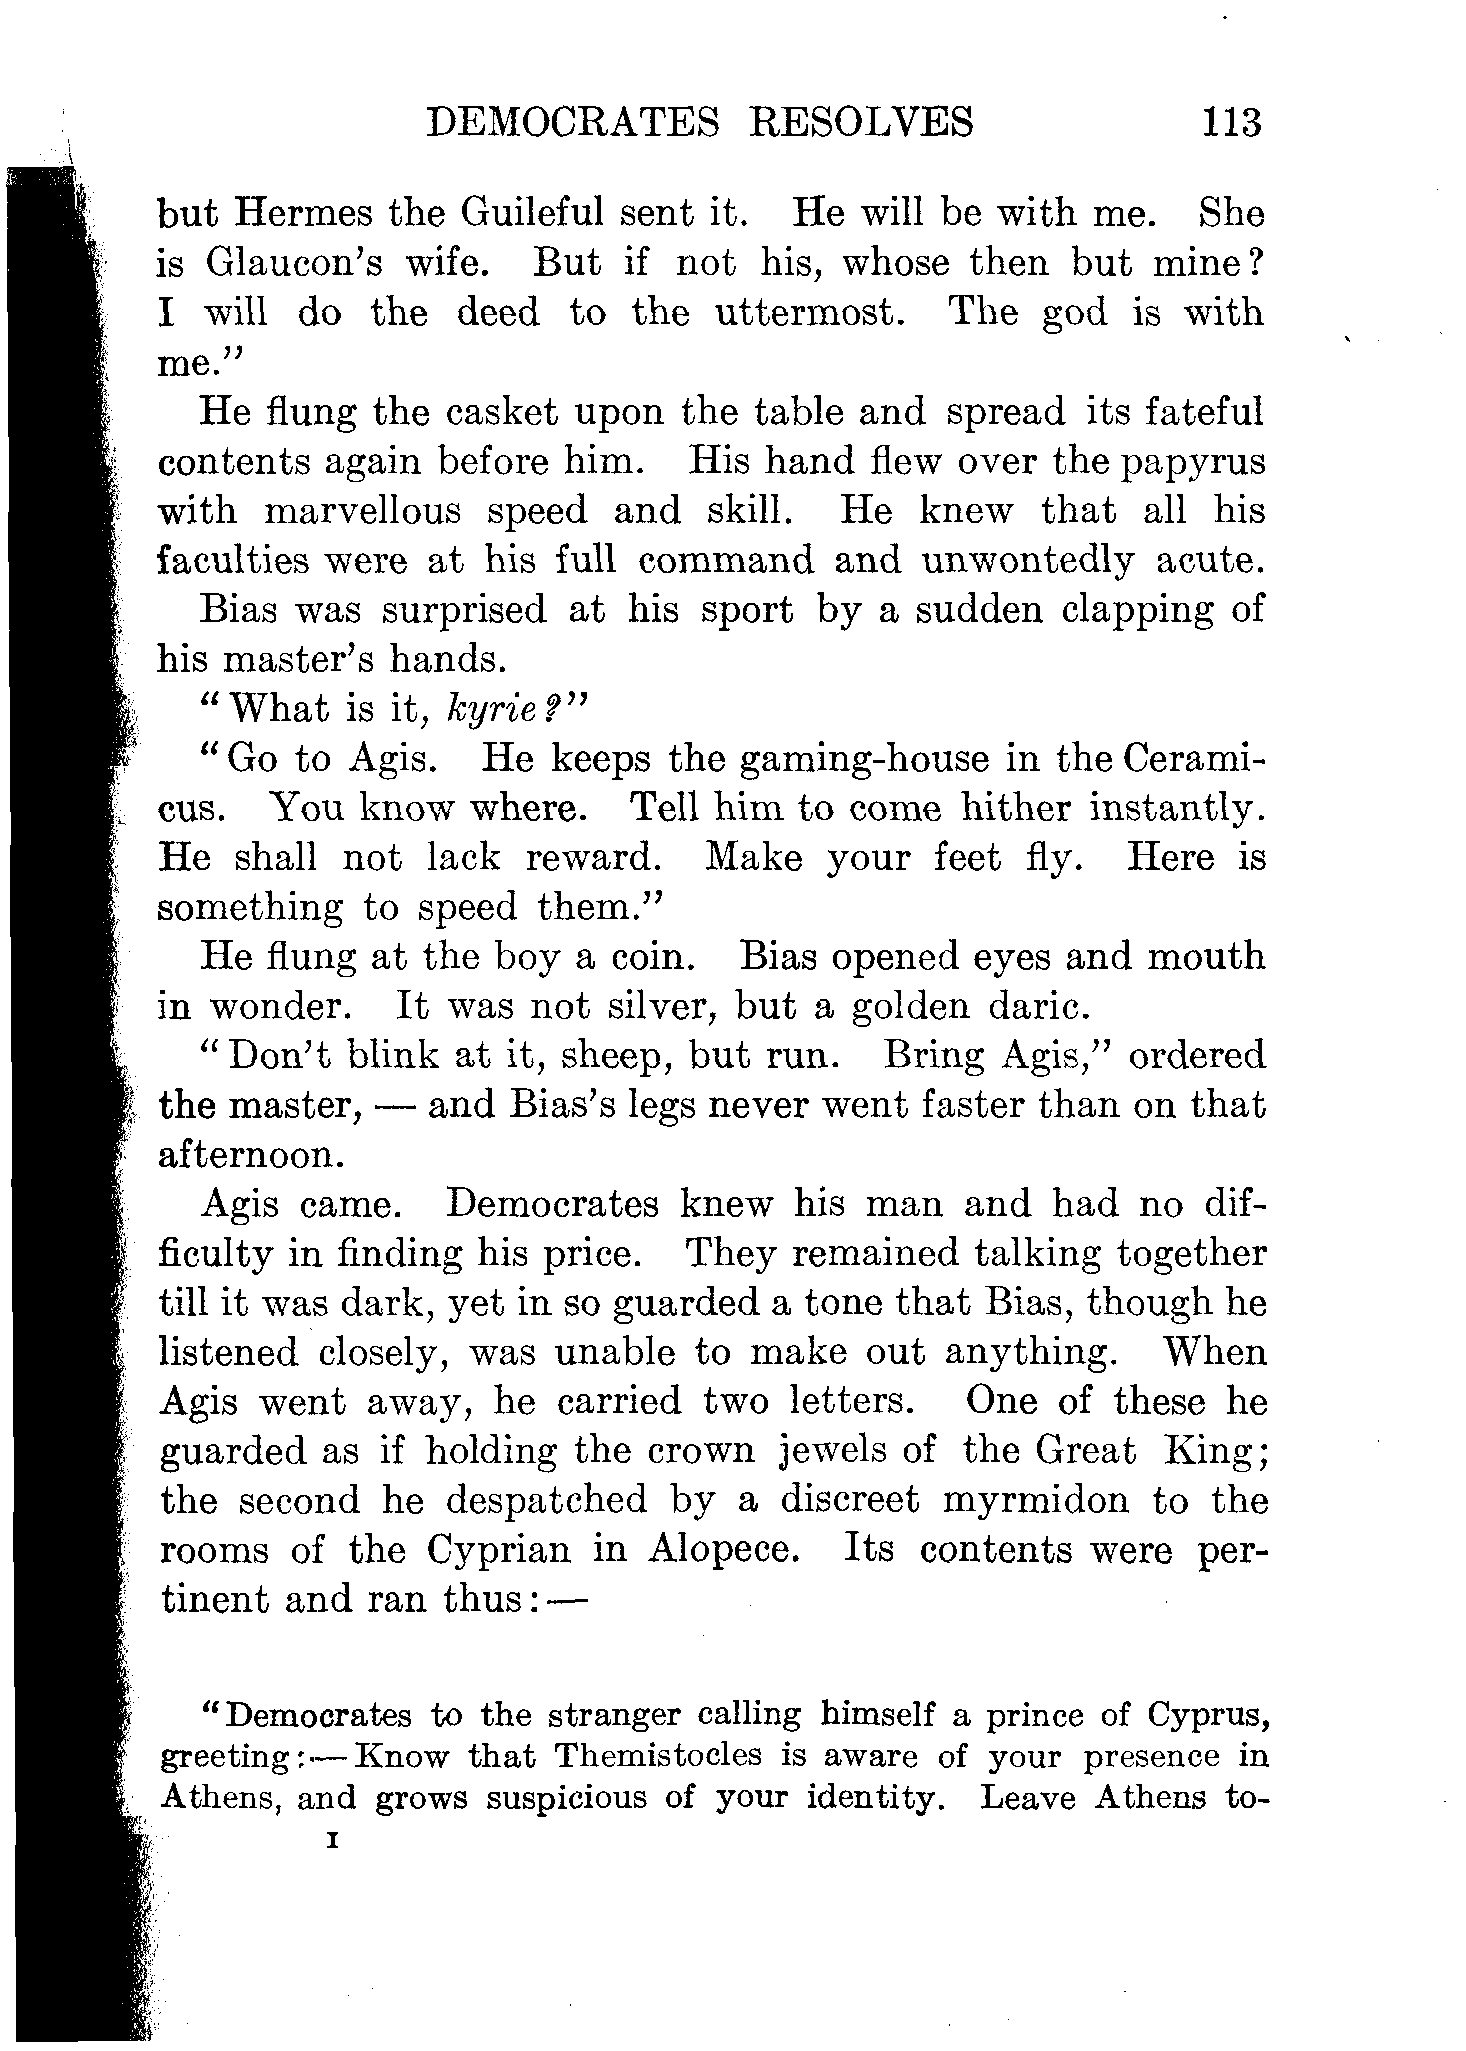 DEMOCRATES RESOLVES 113
but Hermes the Guileful sent it. He will be with me. She
is Glaucon's wife. But if not his, whose then but mine?
I will do the deed to the uttermost. The god is with
me."
He flung the casket upon the table and spread its fateful
contents again before him. His hand flew over the papyrus
with marvellous speed and skill. He knew that all his
faculties were at his full command and unwontedly acute.
Bias was surprised at his sport by a sudden clapping of
his master's hands.
"What is it, kyrie?"
"Go to Agis. He keeps the gaming-house in the Cerami-
cus. You know where. Tell him to come hither instantly.
He shall not lack reward. Make your feet fly. Here is
something to speed them."
He flung at the boy a coin. Bias opened eyes and mouth
in wonder. It was not silver, but a golden daric.
"Don't blink at it, sheep, but run. Bring Agis," ordered
the master, — and Bias's legs never went faster than on that
afternoon.
Agis came. Democrates knew his man and had no dif-
ficulty in finding his price. They remained talking together
till it was dark, yet in so guarded a tone that Bias, though he
listened closely, was unable to make out anything. When
Agis went away, he carried two letters. One of these he
guarded as if holding the crown jewels of the Great King;
the second he despatched by a discreet myrmidon to the
rooms of the Cyprian in Alopece. Its contents were per-
tinent and ran thus: —
"Democrates to the stranger calling himself a prince of Cyprus,
greeting: — Know that Themistocles is aware of your presence in
Athens, and grows suspicious of your identity. Leave Athens to-
I